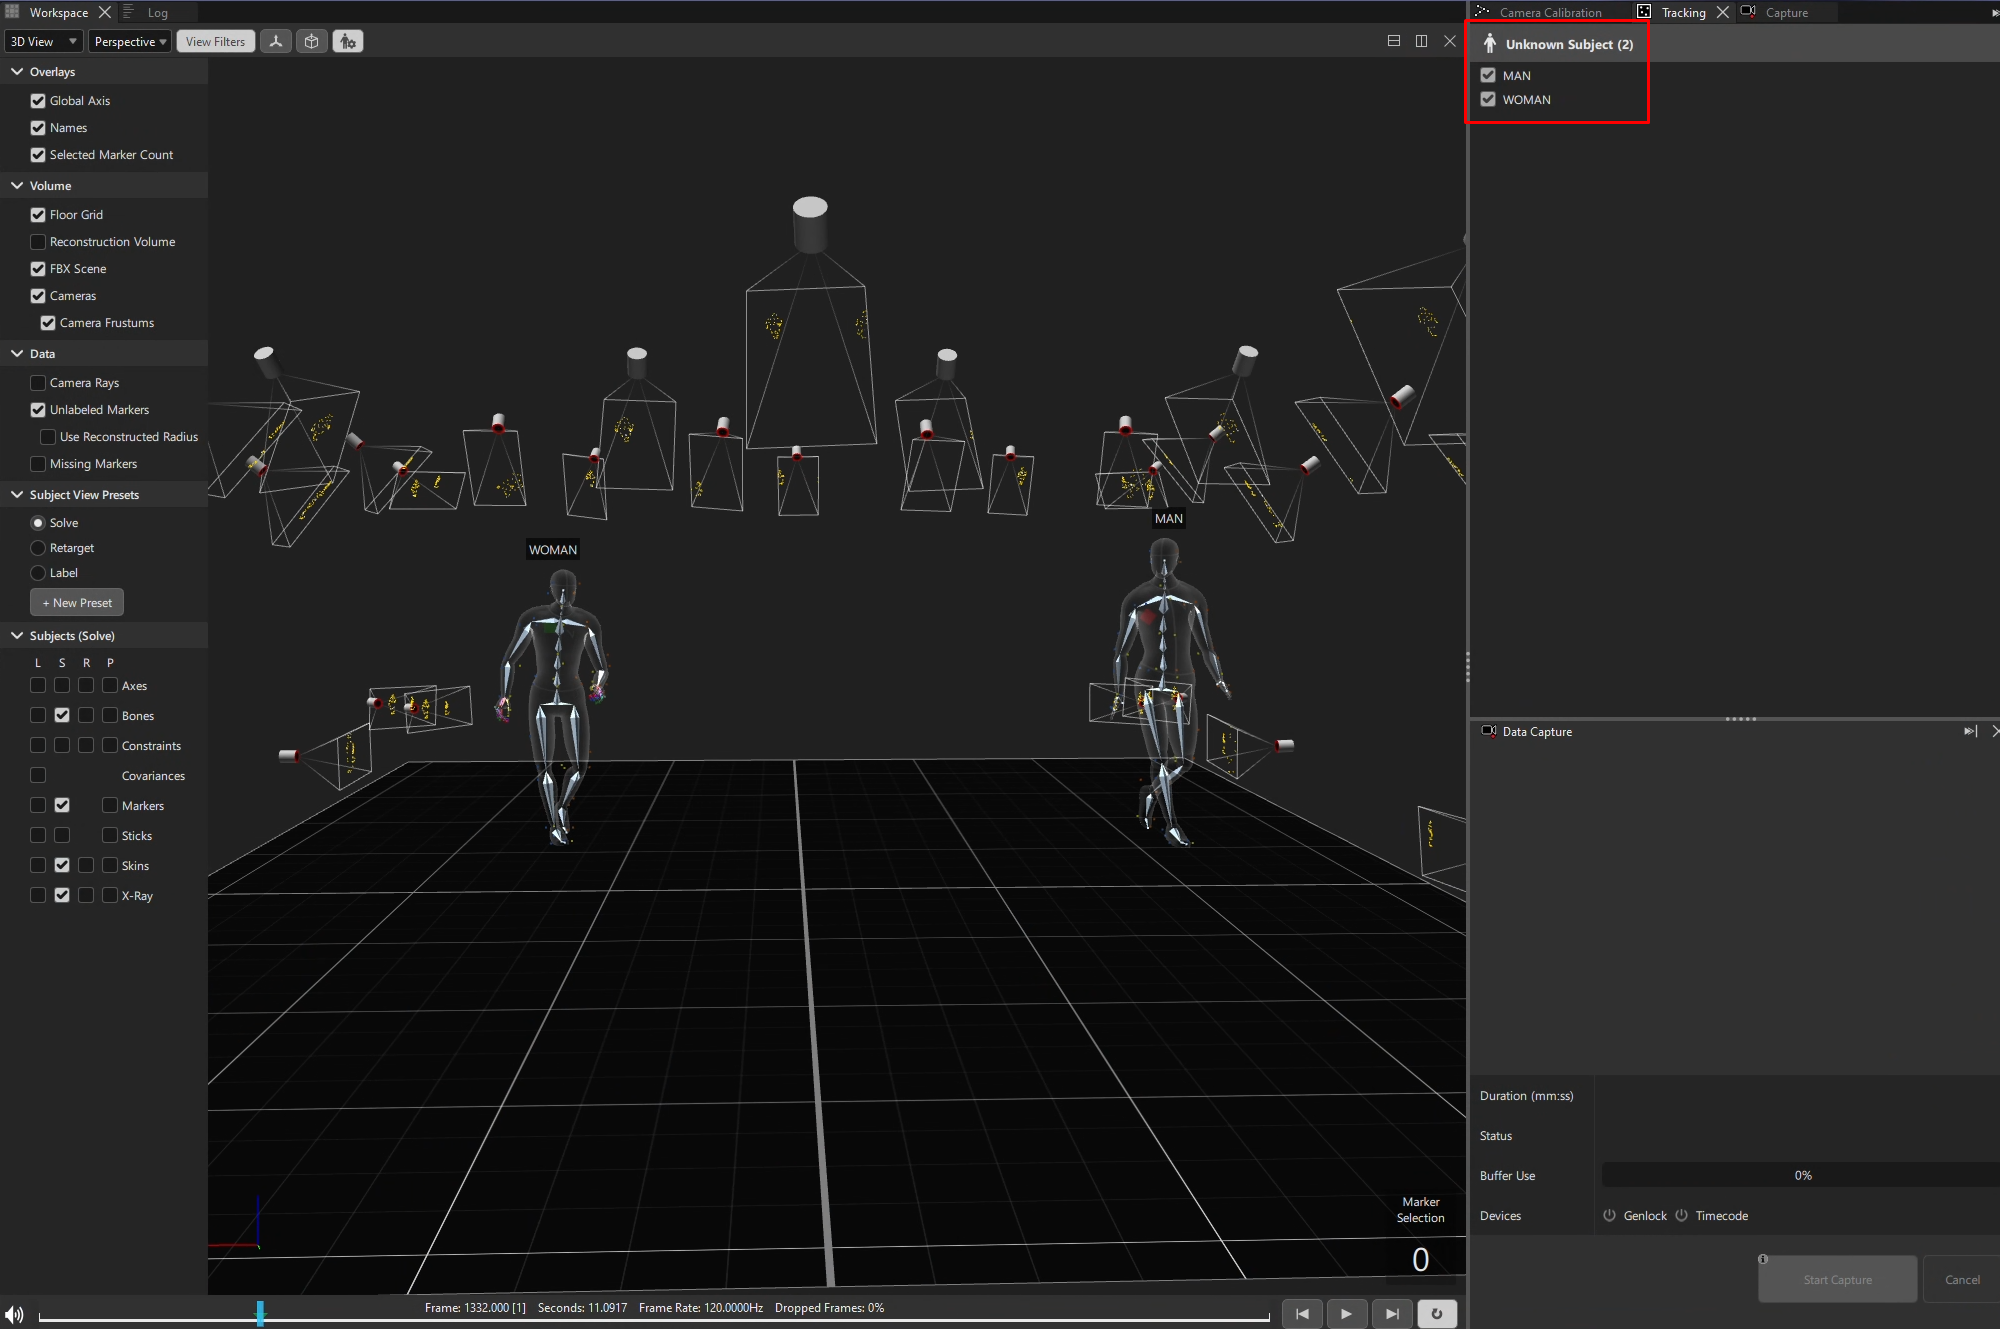 Workspace
Log
Camera Calibration
Tracking
Capture
3D View
Perspective
View Filters
Unknown Subject (2)
MAN
WOMAN
Overlays
Global Axis
Names
Selected Marker Count
Volume
Floor Grid
Reconstruction Volume
FBX Scene
Cameras
Camera Frustums
Data
Camera Rays
Unlabeled Markers
Use Reconstructed Radius
Missing Markers
Subject View Presets
Solve
Retarget
Label
+ New Preset
Subjects (Solve)
L S R P
Axes
Bones
Constraints
Covariances
Markers
Sticks
Skins
X-Ray
WOMAN
MAN
Marker
Selection
0
Frame: 1332.000 [1] Seconds: 11.0917 Frame Rate: 120.0000Hz Dropped Frames: 0%
Data Capture
Duration (mm:ss)
Status
Buffer Use 0%
Devices Genlock Timecode
Start Capture
Cancel